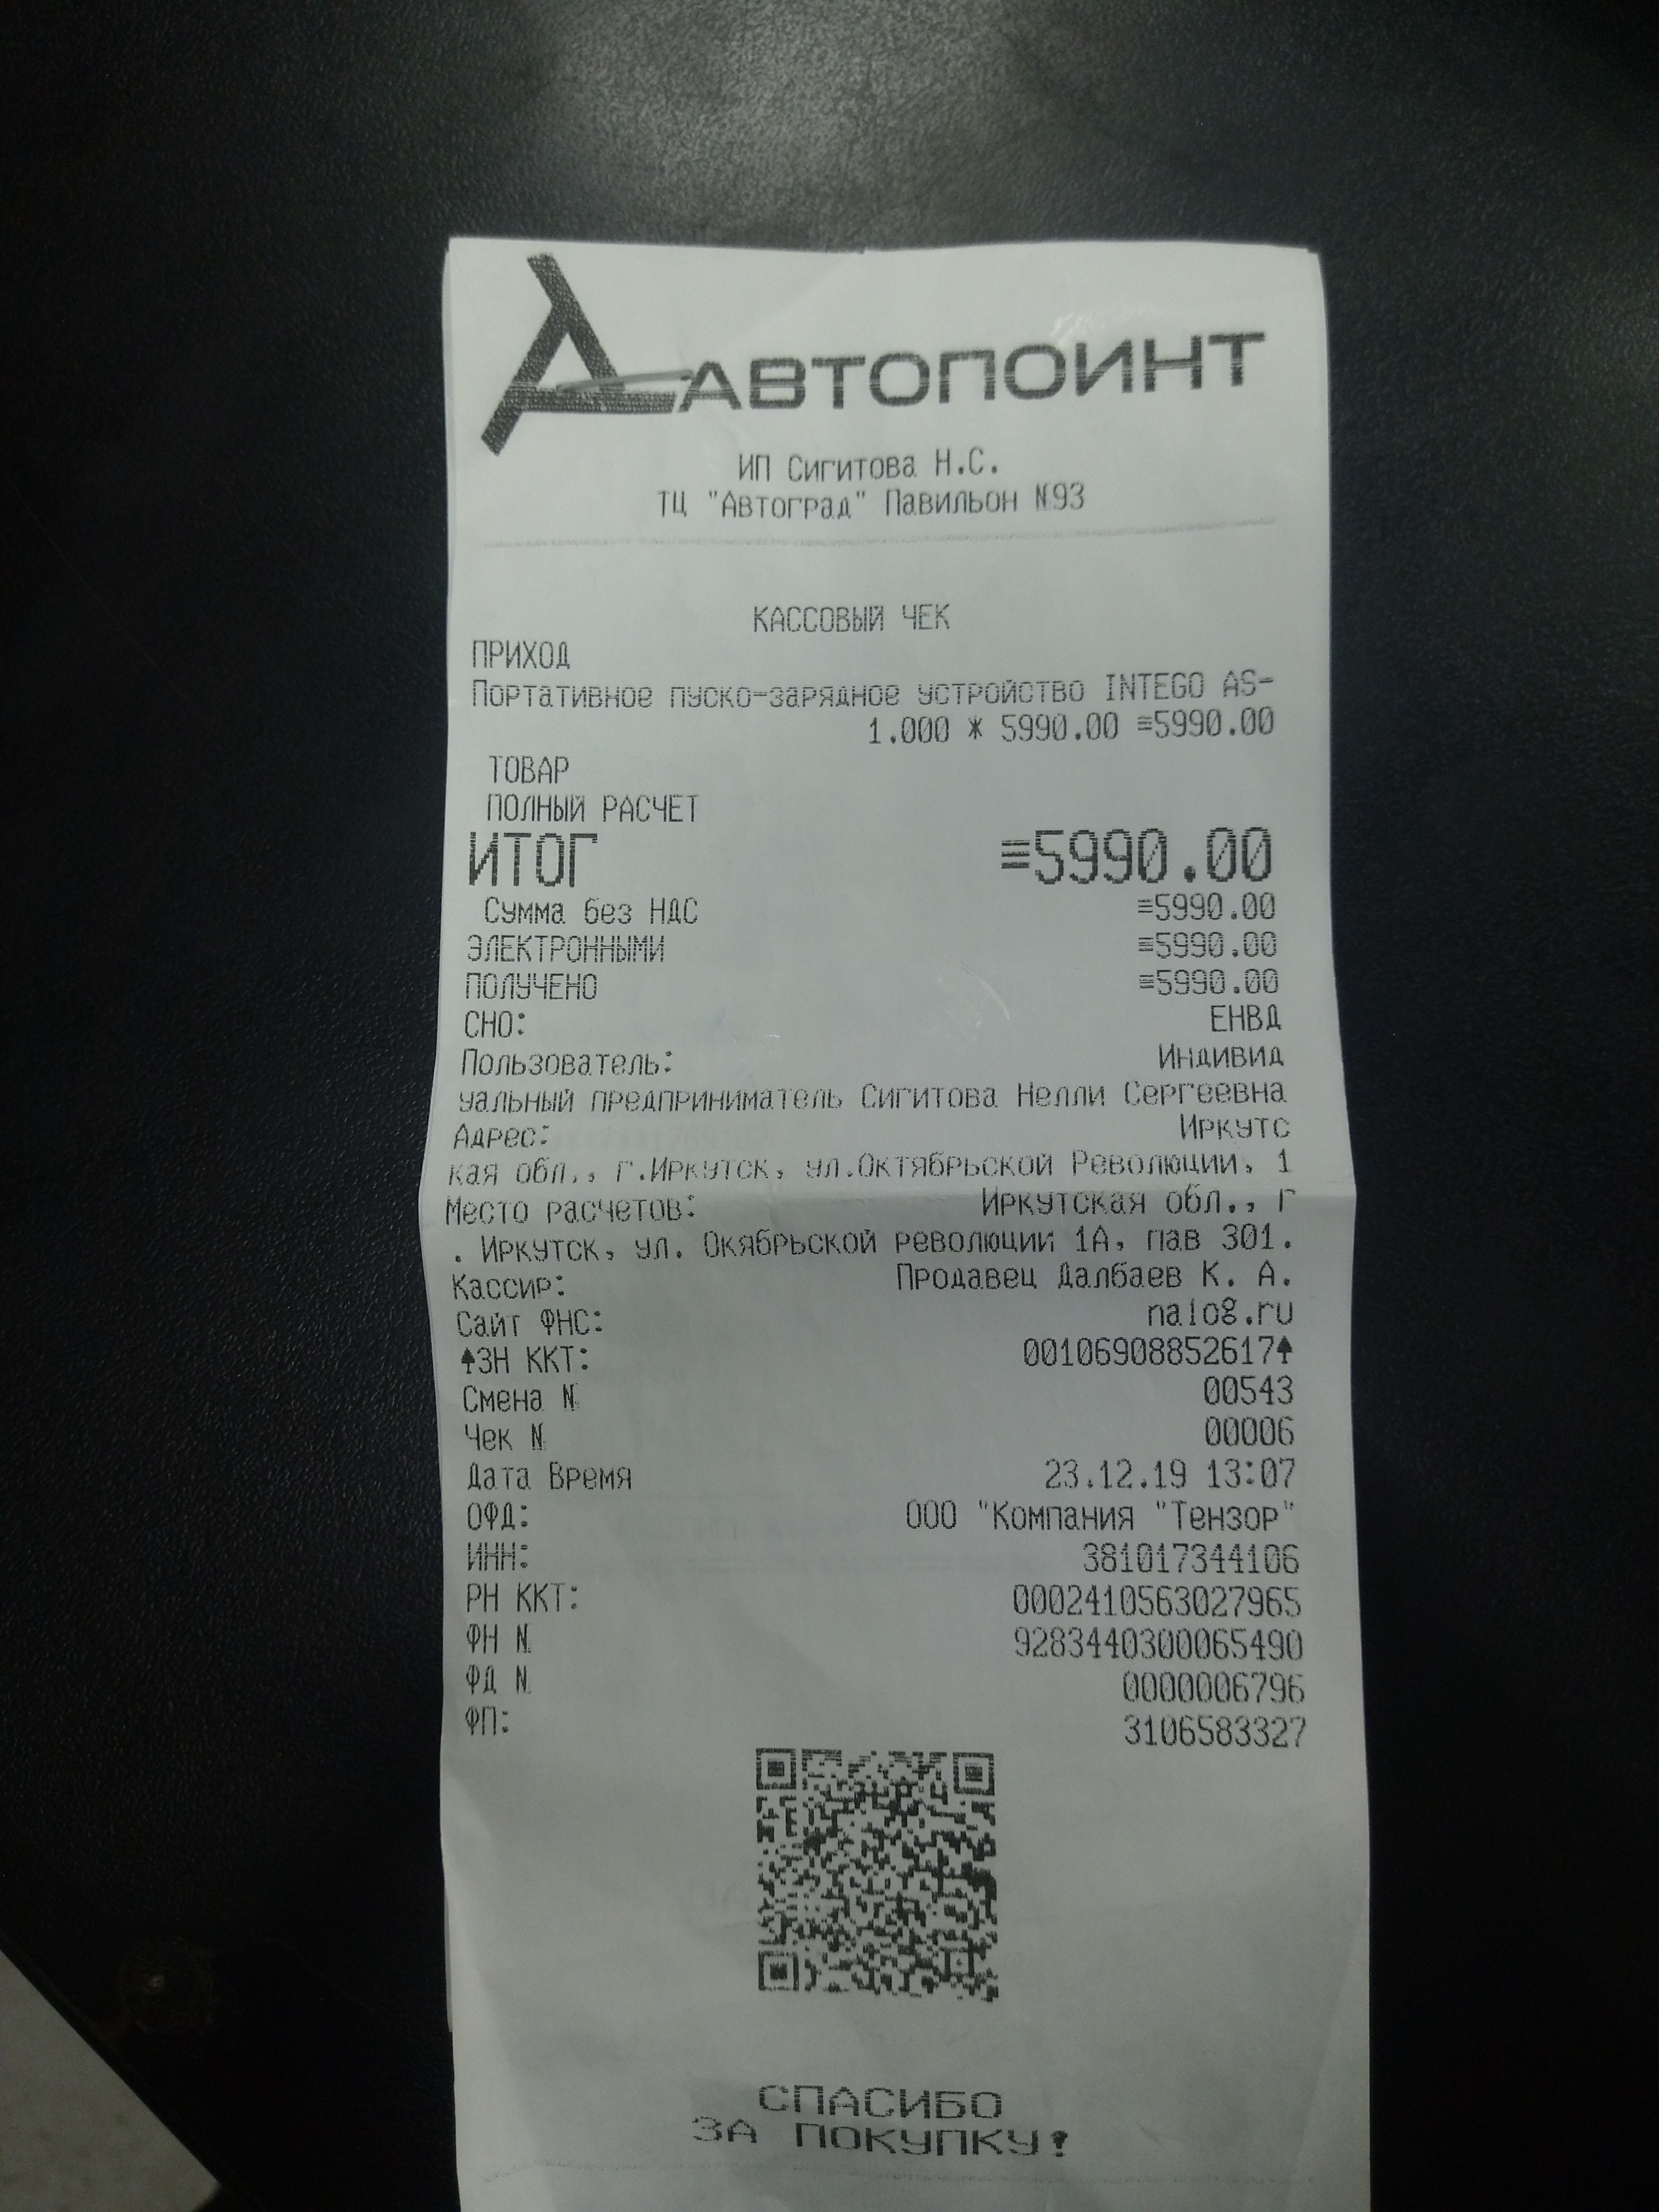 АВТОПОИНТ
ИП Сигитова Н.С.
ТЦ "Автоград" Павильон №93
КАССОВЫЙ ЧЕК
ПРИХОД
Портативное пуско-зарядное устройство INTEGO AS-
1.000 * 5990.00 ≡5990.00
ТОВАР
ПОЛНЫЙ РАСЧЕТ
ИТОГ ≡5990.00
Сумма без НДС ≡5990.00
ЭЛЕКТРОННЫМИ ≡5990.00
ПОЛУЧЕНО ≡5990.00
СНО: ЕНВД
Пользователь: Индивид
уальный предприниматель Сигитова Нелли Сергеевна
Адрес: Иркутс
кая обл., г.Иркутск, ул.Октябрьской Революции, 1
Место расчетов: Иркутская обл., г
. Иркутск, ул. Окябрьской революции 1А, пав 301.
Кассир: Продавец Далбаев К. А.
Сайт ФНС: nalog.ru
ЗН ККТ: 00106908852617
Смена № 00543
Чек № 00006
Дата Время 23.12.19 13:07
ОФД: ООО "Компания "Тензор"
ИНН: 381017344106
РН ККТ: 0002410563027965
ФН № 9283440300065490
ФД № 0000006796
ФП: 3106583327
СПАСИБО
ЗА ПОКУПКУ!